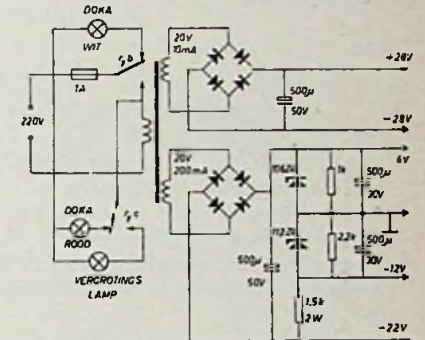 DOKA
WIT
1A
220V
DOKA
ROOD
VERGROTINGS
LAMP
20V
10mA
+28V
500µ
50V
-28V
6V
20V
200mA
1k
500µ
30V
2,2k
500µ
30V
500µ
50V
-12V
1,5k
2W
-22V